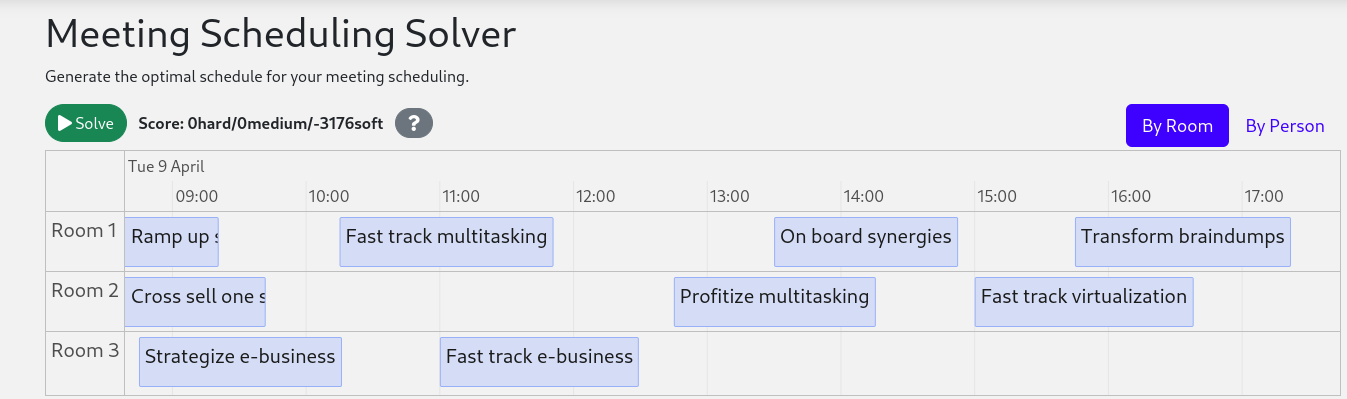 Meeting Scheduling Solver
Generate the optimal schedule for your meeting scheduling.
Solve Score: 0hard/0medium/-3176soft ? By Room By Person
Tue 9 April
09:00 10:00 11:00 12:00 13:00 14:00 15:00 16:00 17:00
Room 1 Ramp up Fast track multitasking On board synergies Transform braindumps
Room 2 Cross sell one Profitize multitasking Fast track virtualization
Room 3 Strategize e-business Fast track e-business